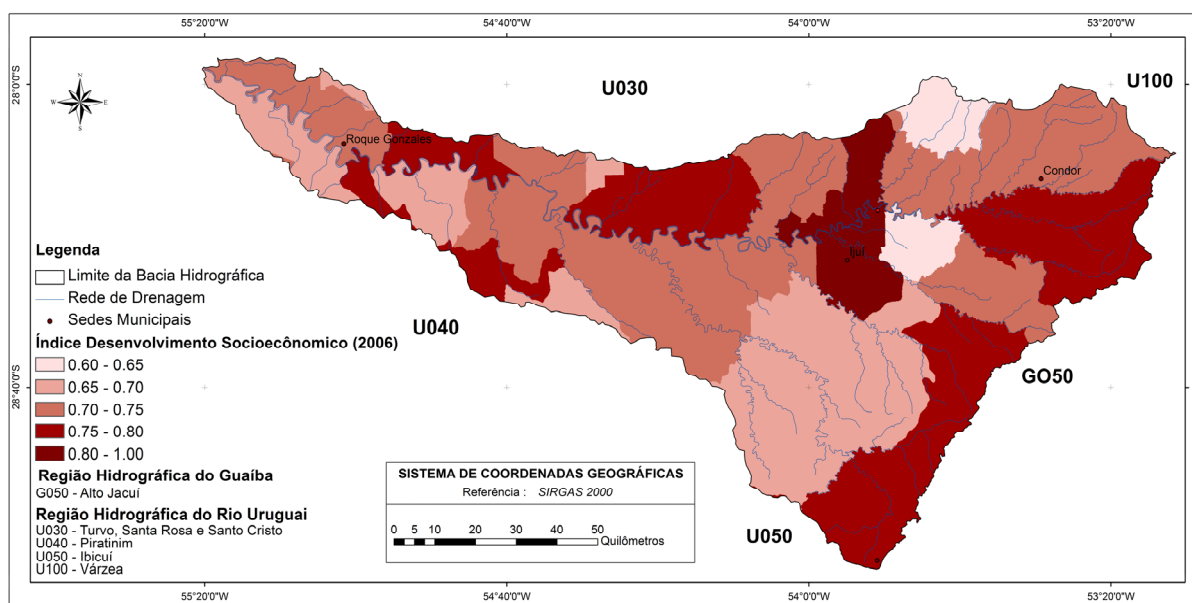 55°20'0"W 54°40'0"W 54°0'0"W 53°20'0"W
28°0'0"S
N
W E
S
U030
U100
Roque Gonzales
Condor
Ijuí
U040
GO50
U050
28°40'0"S
Legenda
Limite da Bacia Hidrográfica
Rede de Drenagem
Sedes Municipais
Índice Desenvolvimento Socioecônomico (2006)
0.60 - 0.65
0.65 - 0.70
0.70 - 0.75
0.75 - 0.80
0.80 - 1.00
Região Hidrográfica do Guaíba
G050 - Alto Jacuí
Região Hidrográfica do Rio Uruguai
U030 - Turvo, Santa Rosa e Santo Cristo
U040 - Piratinim
U050 - Ibicuí
U100 - Várzea
SISTEMA DE COORDENADAS GEOGRÁFICAS
Referência : SIRGAS 2000
0 5 10 20 30 40 50
Quilômetros
55°20'0"W 54°40'0"W 54°0'0"W 53°20'0"W